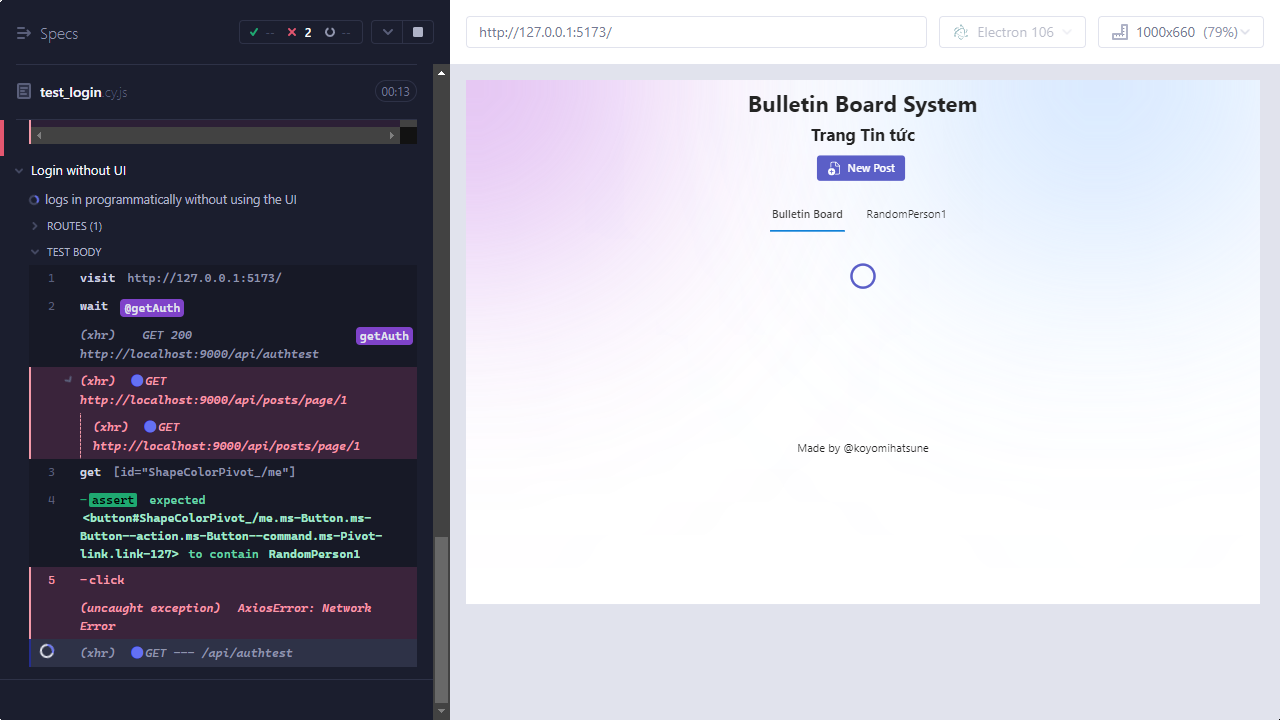 Specs
-- 2 --
test_login.cy.js 00:13
Login without UI
logs in programmatically without using the UI
ROUTES (1)
TEST BODY
1 visit http://127.0.0.1:5173/
2 wait @getAuth
(xhr) GET 200 getAuth
http://localhost:9000/api/authtest
(xhr) GET
http://localhost:9000/api/posts/page/1
(xhr) GET
http://localhost:9000/api/posts/page/1
3 get [id="ShapeColorPivot_/me"]
4 -assert expected
<button#ShapeColorPivot_/me.ms-Button.ms-
Button--action.ms-Button--command.ms-Pivot-
link.link-127> to contain RandomPerson1
5 -click
(uncaught exception) AxiosError: Network
Error
(xhr) GET --- /api/authtest
http://127.0.0.1:5173/
Electron 106
1000x660 (79%)
Bulletin Board System
Trang Tin tức
New Post
Bulletin Board RandomPerson1
Made by @koyomihatsune